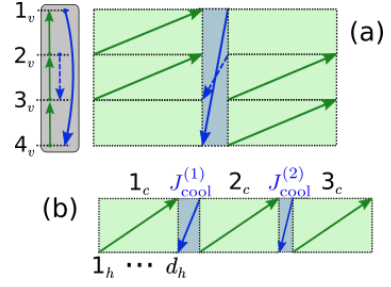 1_v
2_v
3_v
4_v
(a)
1_c J_cool^(1) 2_c J_cool^(2) 3_c
(b)
1_h ··· d_h